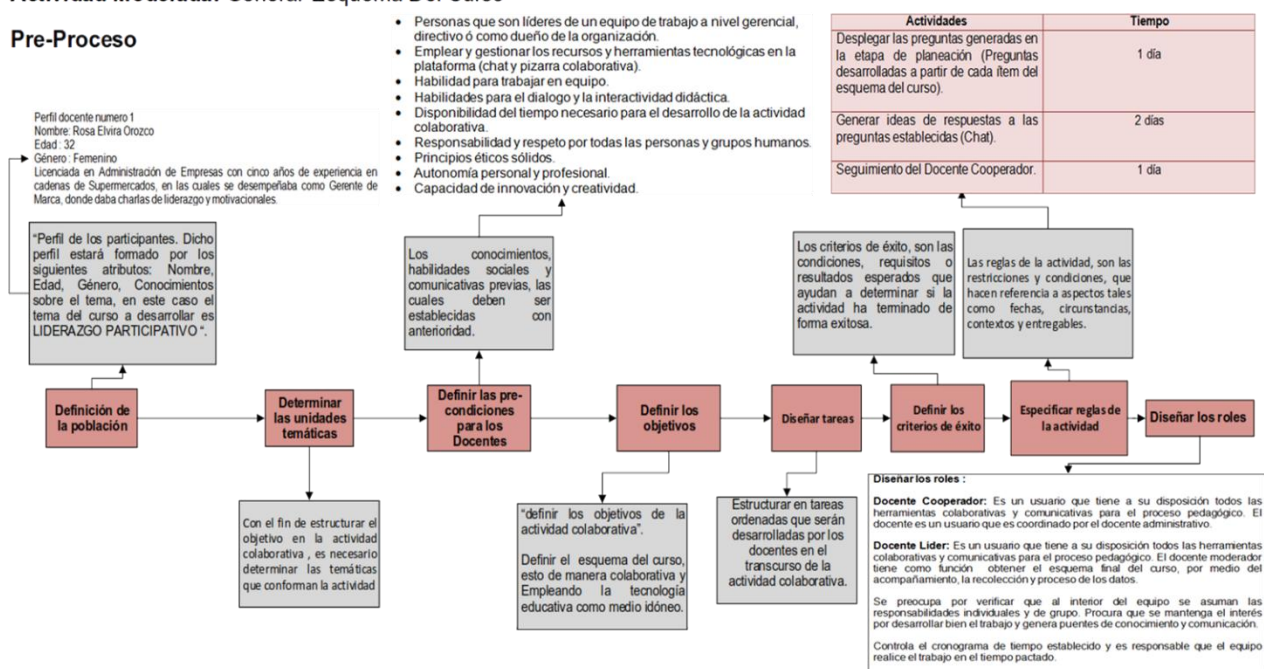 Actividad Modelada: Generar Esquema Del Curso
Pre-Proceso
Perfil docente numero 1
Nombre: Rosa Elvira Orozco
Edad : 32
Género : Femenino
Licenciada en Administración de Empresas con cinco años de experiencia en
cadenas de Supermercados, en las cuales se desempeñaba como Gerente de
Marca, donde daba charlas de liderazgo y motivacionales.
• Personas que son líderes de un equipo de trabajo a nivel gerencial,
directivo ó como dueño de la organización.
• Emplear y gestionar los recursos y herramientas tecnológicas en la
plataforma (chat y pizarra colaborativa).
• Habilidad para trabajar en equipo.
• Habilidades para el dialogo y la interactividad didáctica.
• Disponibilidad del tiempo necesario para el desarrollo de la actividad
colaborativa.
• Responsabilidad y respeto por todas las personas y grupos humanos.
• Principios éticos sólidos.
• Autonomía personal y profesional.
• Capacidad de innovación y creatividad.
Actividades Tiempo
Desplegar las preguntas generadas en
la etapa de planeación (Preguntas
desarrolladas a partir de cada ítem del
esquema del curso).
1 día
Generar ideas de respuestas a las
preguntas establecidas (Chat).
2 días
Seguimiento del Docente Cooperador.
1 día
"Perfil de los participantes. Dicho
perfil estará formado por los
siguientes atributos: Nombre,
Edad, Género, Conocimientos
sobre el tema, en este caso el
tema del curso a desarrollar es
LIDERAZGO PARTICIPATIVO ".
Los conocimientos,
habilidades sociales y
comunicativas previas, las
cuales deben ser
establecidas con
anterioridad.
Los criterios de éxito, son las
condiciones, requisitos o
resultados esperados que
ayudan a determinar si la
actividad ha terminado de
forma exitosa.
Las reglas de la actividad, son las
restricciones y condiciones, que
hacen referencia a aspectos tales
como fechas, circunstancias,
contextos y entregables.
Definición de
la población
Determinar
las unidades
temáticas
Definir las pre-
condiciones
para los
Docentes
Definir los
objetivos
Diseñar tareas
Definir los
criterios de éxito
Especificar reglas de
la actividad
Diseñar los roles
Con el fin de estructurar el
objetivo en la actividad
colaborativa , es necesario
determinar las temáticas
que conforman la actividad
"definir los objetivos de la
actividad colaborativa".
Definir el esquema del curso,
esto de manera colaborativa y
Empleando la tecnología
educativa como medio idóneo.
Estructurar en tareas
ordenadas que serán
desarrolladas por los
docentes en el
transcurso de la
actividad colaborativa.
Diseñar los roles :
Docente Cooperador: Es un usuario que tiene a su disposición todos las
herramientas colaborativas y comunicativas para el proceso pedagógico. El
docente es un usuario que es coordinado por el docente administrativo.
Docente Lider: Es un usuario que tiene a su disposición todos las herramientas
colaborativas y comunicativas para el proceso pedagógico. El docente moderador
tiene como función obtener el esquema final del curso, por medio del
acompañamiento, la recolección y proceso de los datos.
Se preocupa por verificar que al interior del equipo se asuman las
responsabilidades individuales y de grupo. Procura que se mantenga el interés
por desarrollar bien el trabajo y genera puentes de conocimiento y comunicación.
Controla el cronograma de tiempo establecido y es responsable que el equipo
realice el trabajo en el tiempo pactado.